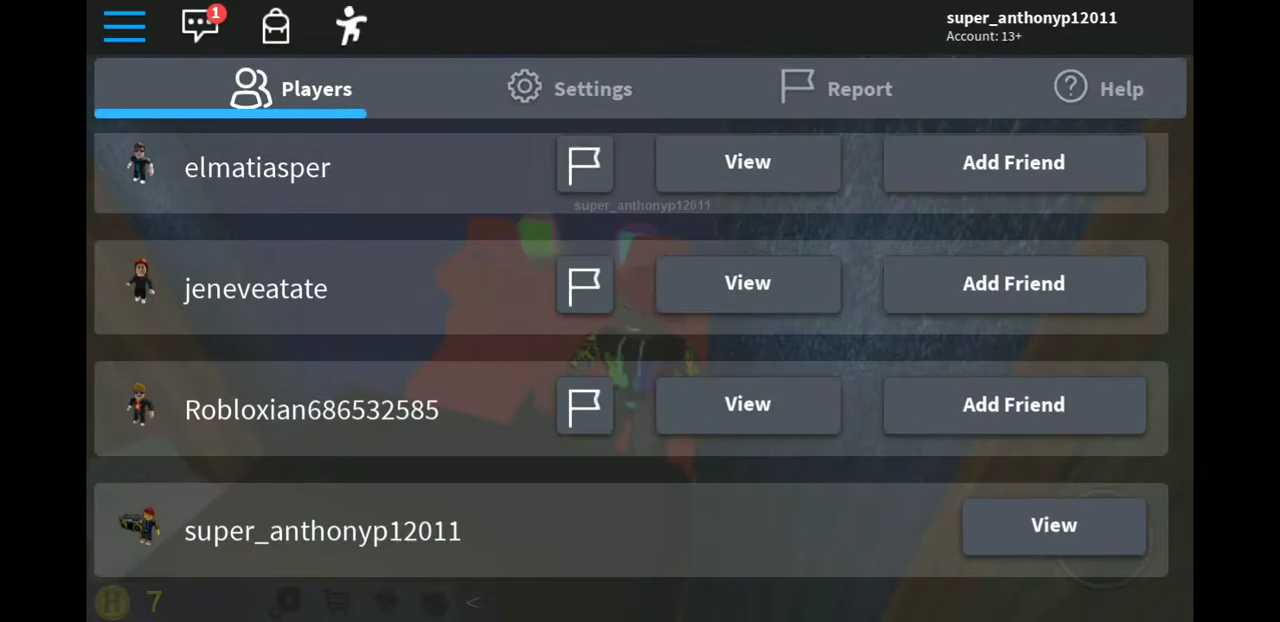 1
super_anthonyp12011
Account: 13+
Players
Settings
Report
Help
elmatiasper
View
Add Friend
super_anthonyp12011
jeneveatate
View
Add Friend
Robloxian686532585
View
Add Friend
super_anthonyp12011
View
H 7
<